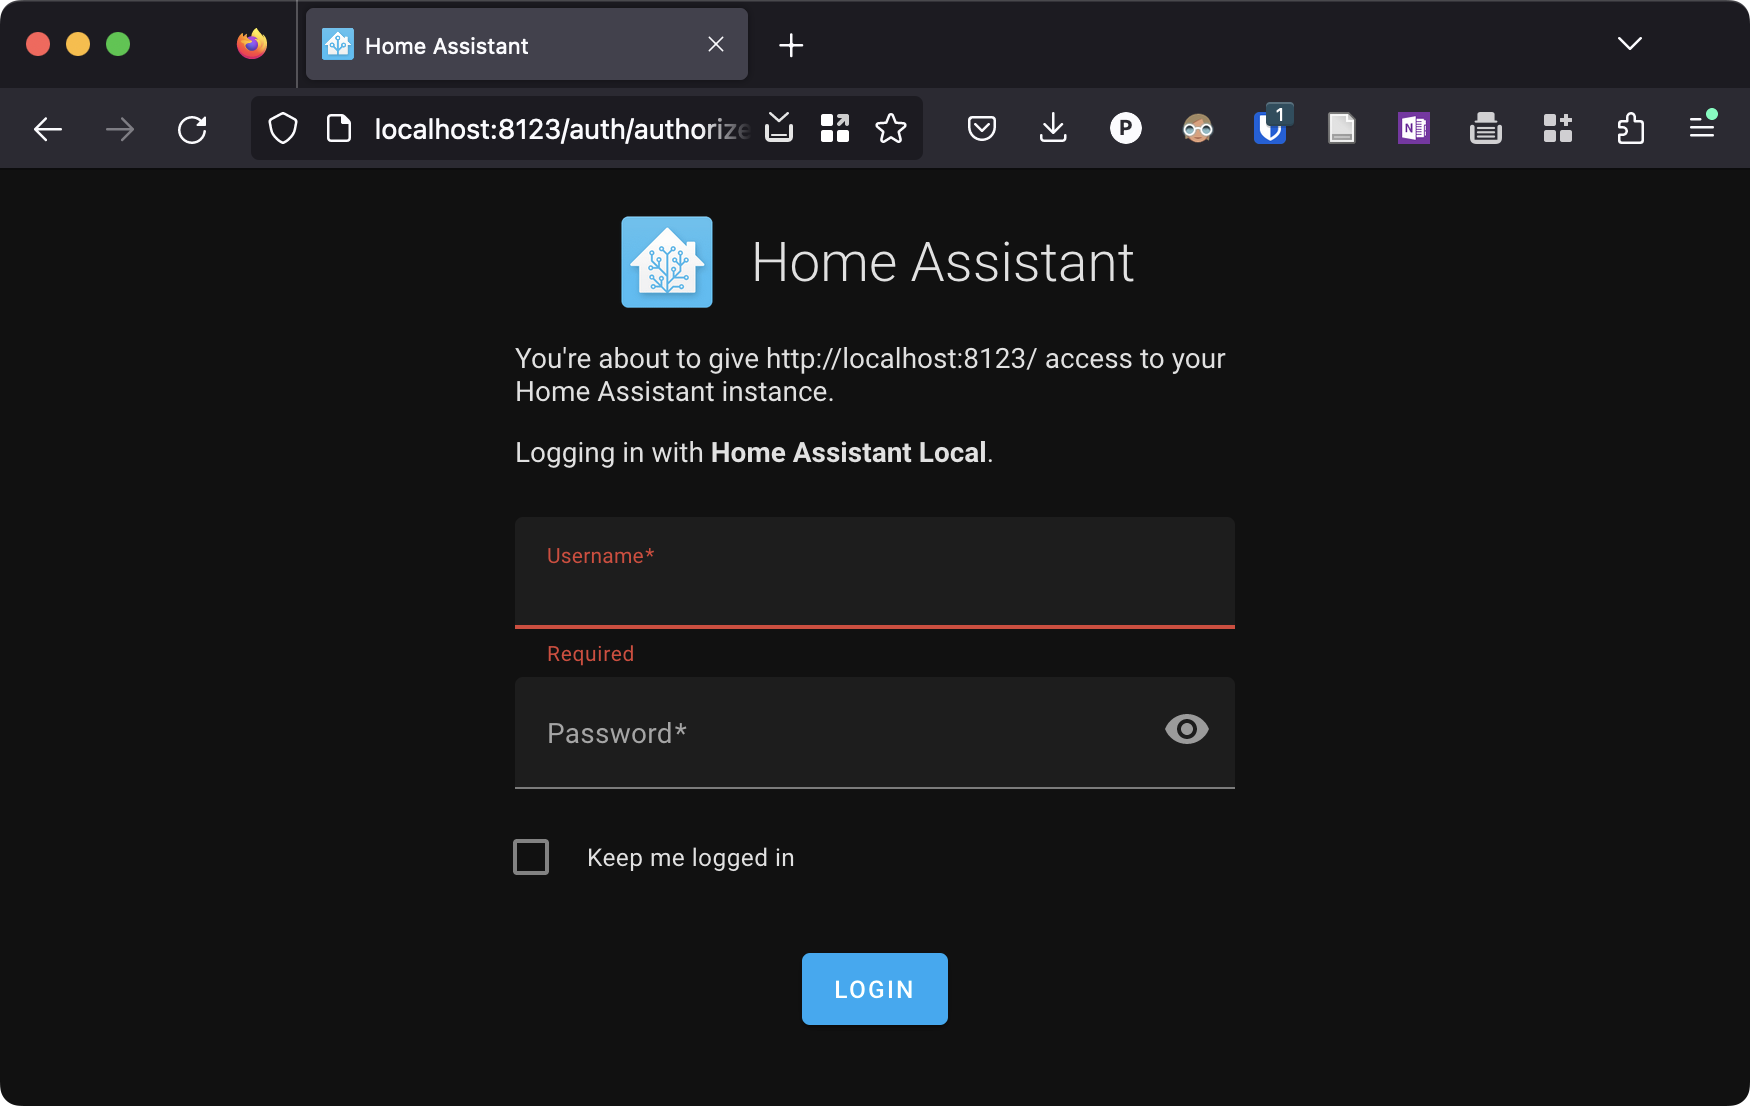 Home Assistant
localhost:8123/auth/authorize
P
1
N
Home Assistant
You're about to give http://localhost:8123/ access to your
Home Assistant instance.
Logging in with Home Assistant Local.
Username*
Required
Password*
Keep me logged in
LOGIN